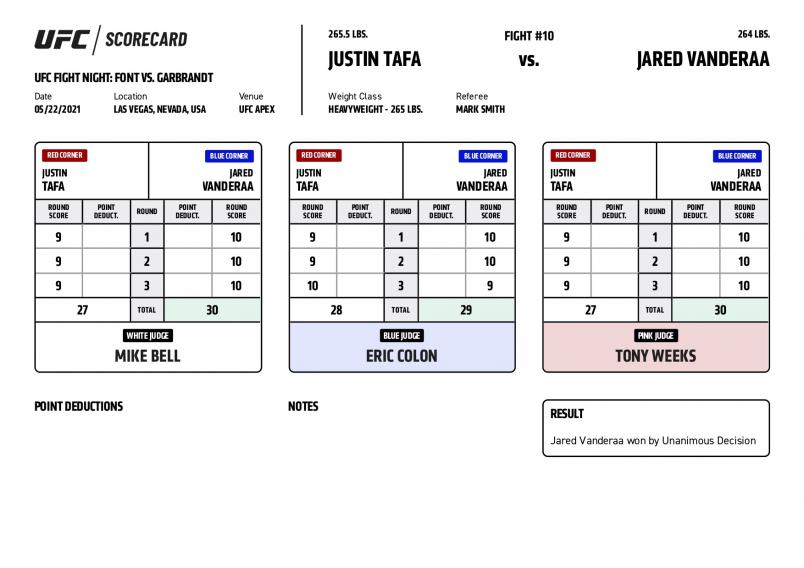 UFC / SCORECARD
UFC FIGHT NIGHT: FONT VS. GARBRANDT
Date Location Venue
05/22/2021 LAS VEGAS, NEVADA, USA UFC APEX
265.5 LBS. FIGHT #10 264 LBS.
JUSTIN TAFA VS. JARED VANDERAA
Weight Class Referee
HEAVYWEIGHT - 265 LBS. MARK SMITH
RED CORNER BLUE CORNER
JUSTIN JARED
TAFA VANDERAA
ROUND SCORE POINT DEDUCT. ROUND POINT DEDUCT. ROUND SCORE
9 1 10
9 2 10
9 3 10
27 TOTAL 30
WHITE JUDGE
MIKE BELL
RED CORNER BLUE CORNER
JUSTIN JARED
TAFA VANDERAA
ROUND SCORE POINT DEDUCT. ROUND POINT DEDUCT. ROUND SCORE
9 1 10
9 2 10
10 3 9
28 TOTAL 29
BLUE JUDGE
ERIC COLON
RED CORNER BLUE CORNER
JUSTIN JARED
TAFA VANDERAA
ROUND SCORE POINT DEDUCT. ROUND POINT DEDUCT. ROUND SCORE
9 1 10
9 2 10
9 3 10
27 TOTAL 30
PINK JUDGE
TONY WEEKS
POINT DEDUCTIONS
NOTES
RESULT
Jared Vanderaa won by Unanimous Decision